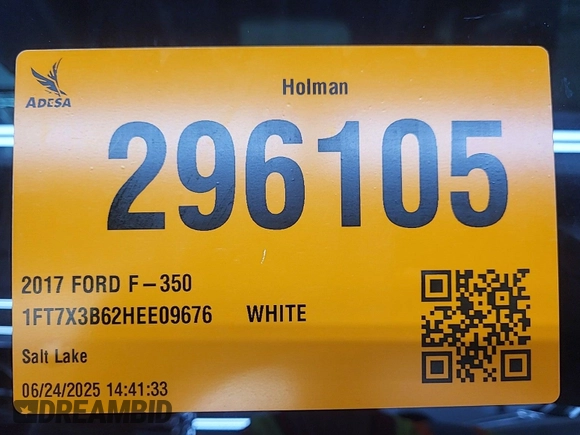 ADESA
Holman
296105
2017 FORD F-350
1FT7X3B62HEE09676 WHITE
Salt Lake
06/24/2025 14:41:33
DREAMBID